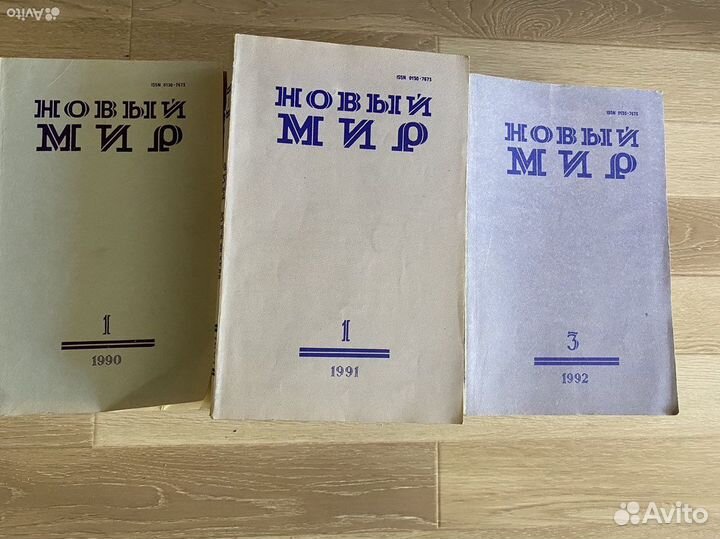 Avito
ISSN 0130-7673
НОВЫЙ
МИР
1
1990
ISSN 0130-7673
НОВЫЙ
МИР
1
1991
ISSN 0130-7673
НОВЫЙ
МИР
3
1992
Avito